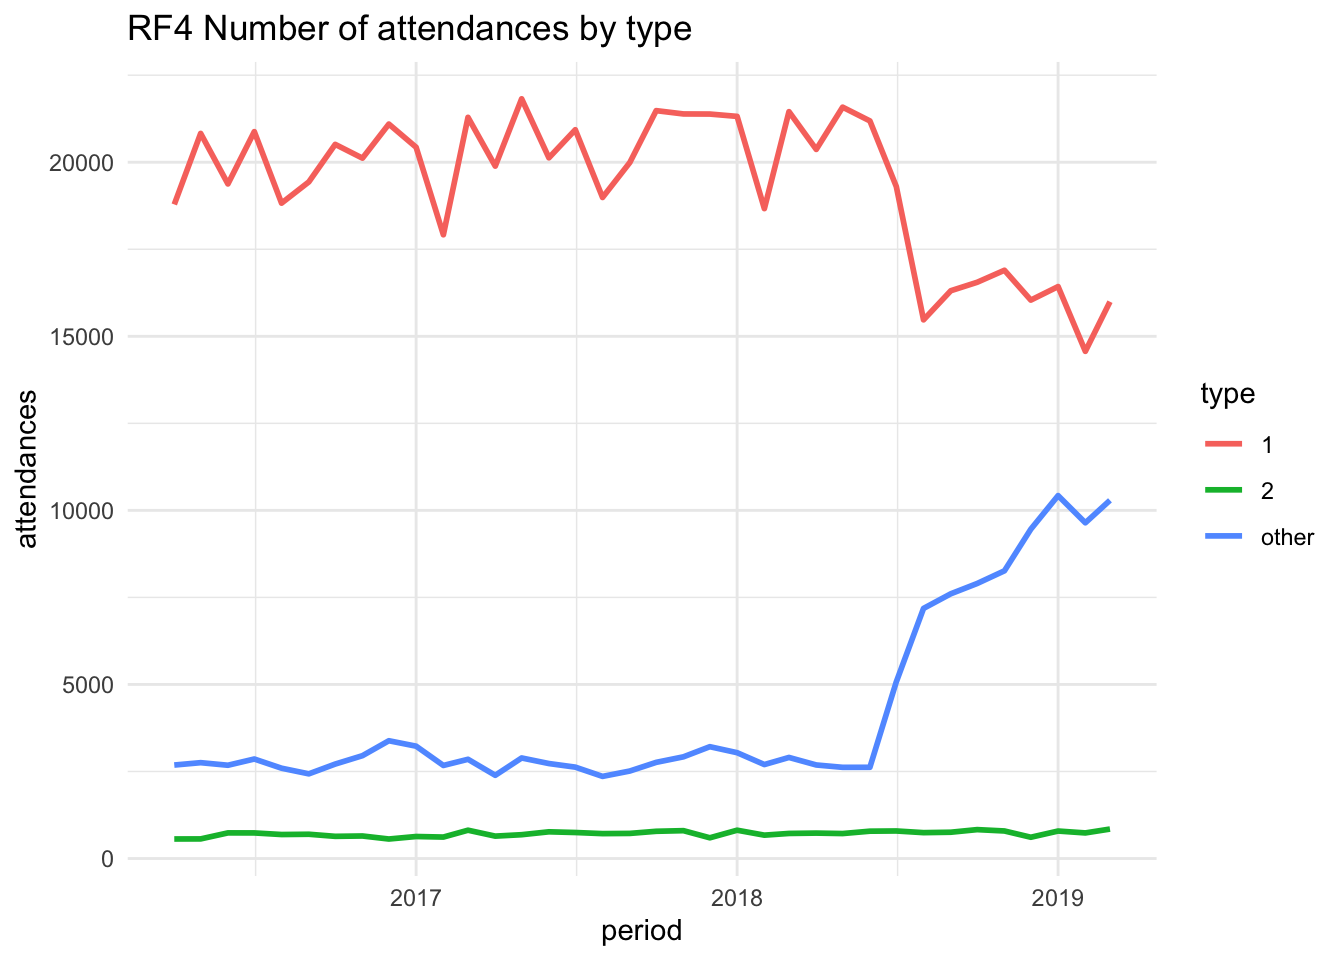 RF4 Number of attendances by type
20000
15000
10000
5000
0
attendances
2017
2018
2019
period
type
1
2
other